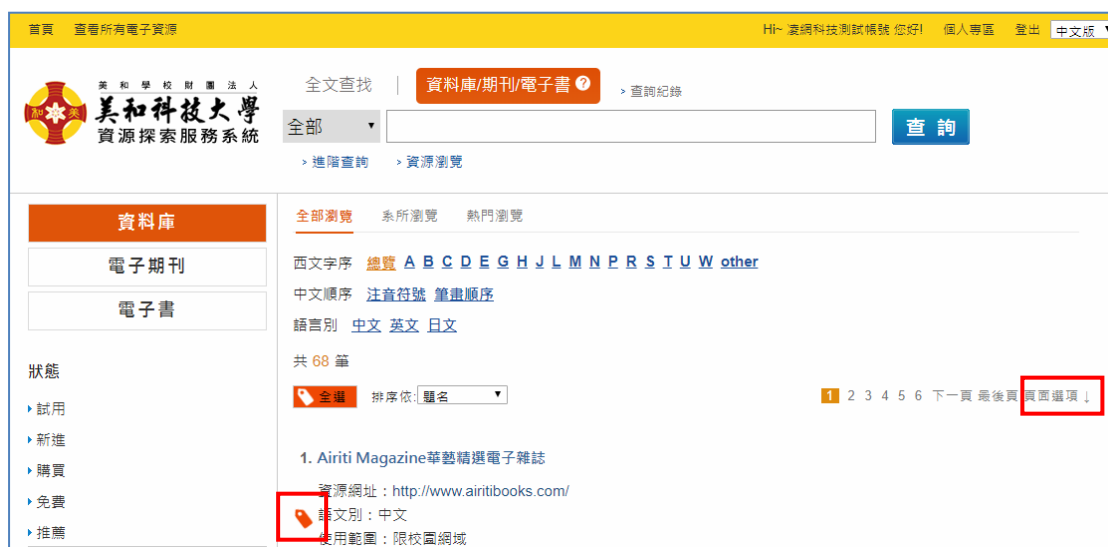 首頁 查看所有電子資源 Hi~ 凌網科技測試帳號 您好! 個人專區 登出 中文版
美和學校財團法人
美和科技大學
資源探索服務系統
和 美
全文查找 | 資料庫/期刊/電子書 ? › 查詢紀錄
全部 查 詢
› 進階查詢 › 資源瀏覽
資料庫
電子期刊
電子書
狀態
試用
新進
購買
免費
推薦
全部瀏覽 系所瀏覽 熱門瀏覽
西文字序 總覽 A B C D E G H J L M N P R S T U W other
中文順序 注音符號 筆畫順序
語言別 中文 英文 日文
共 68 筆
全選 排序依: 題名 1 2 3 4 5 6 下一頁 最後頁 頁面選項 ↓
1. Airiti Magazine華藝精選電子雜誌
資源網址：http://www.airitibooks.com/
語文別：中文
使用範圍：限校園網域